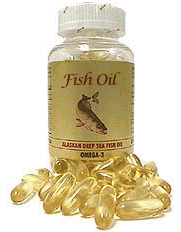 Fish Oil
ALASKAN DEEP SEA FISH OIL
OMEGA-3